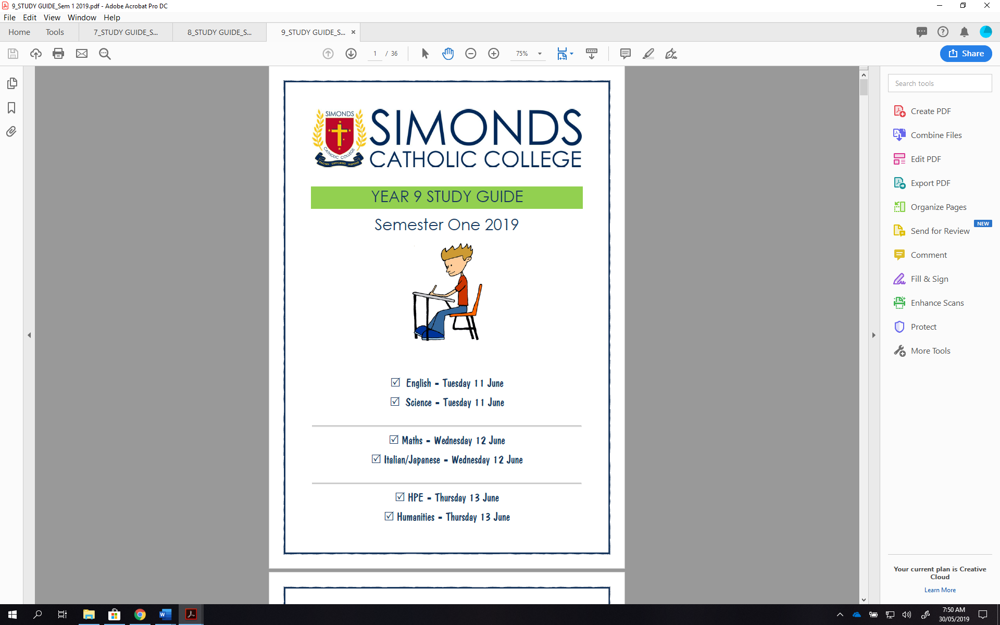 9_STUDY GUIDE_Sem 1 2019.pdf - Adobe Acrobat Pro DC
File Edit View Window Help
Home Tools 7_STUDY GUIDE_S... 8_STUDY GUIDE_S... 9_STUDY GUIDE_S...
1 / 36 75% Share
Search tools
SIMONDS
CATHOLIC COLLEGE
KNOWN · SUPPORTED · INSPIRED
SIMONDS
CATHOLIC COLLEGE
YEAR 9 STUDY GUIDE
Semester One 2019
English - Tuesday 11 June
Science - Tuesday 11 June
Maths - Wednesday 12 June
Italian/Japanese - Wednesday 12 June
HPE - Thursday 13 June
Humanities - Thursday 13 June
Create PDF
Combine Files
Edit PDF
Export PDF
Organize Pages
NEW
Send for Review
Comment
Fill & Sign
Enhance Scans
Protect
More Tools
Your current plan is Creative
Cloud
Learn More
7:50 AM
30/05/2019